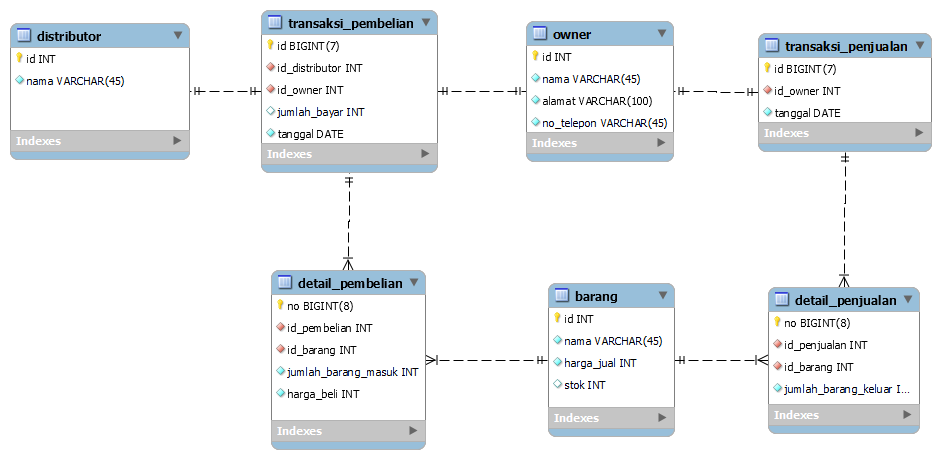 distributor
id INT
nama VARCHAR(45)
Indexes
transaksi_pembelian
id BIGINT(7)
id_distributor INT
id_owner INT
jumlah_bayar INT
tanggal DATE
Indexes
owner
id INT
nama VARCHAR(45)
alamat VARCHAR(100)
no_telepon VARCHAR(45)
Indexes
transaksi_penjualan
id BIGINT(7)
id_owner INT
tanggal DATE
Indexes
detail_pembelian
no BIGINT(8)
id_pembelian INT
id_barang INT
jumlah_barang_masuk INT
harga_beli INT
Indexes
barang
id INT
nama VARCHAR(45)
harga_jual INT
stok INT
Indexes
detail_penjualan
no BIGINT(8)
id_penjualan INT
id_barang INT
jumlah_barang_keluar I...
Indexes